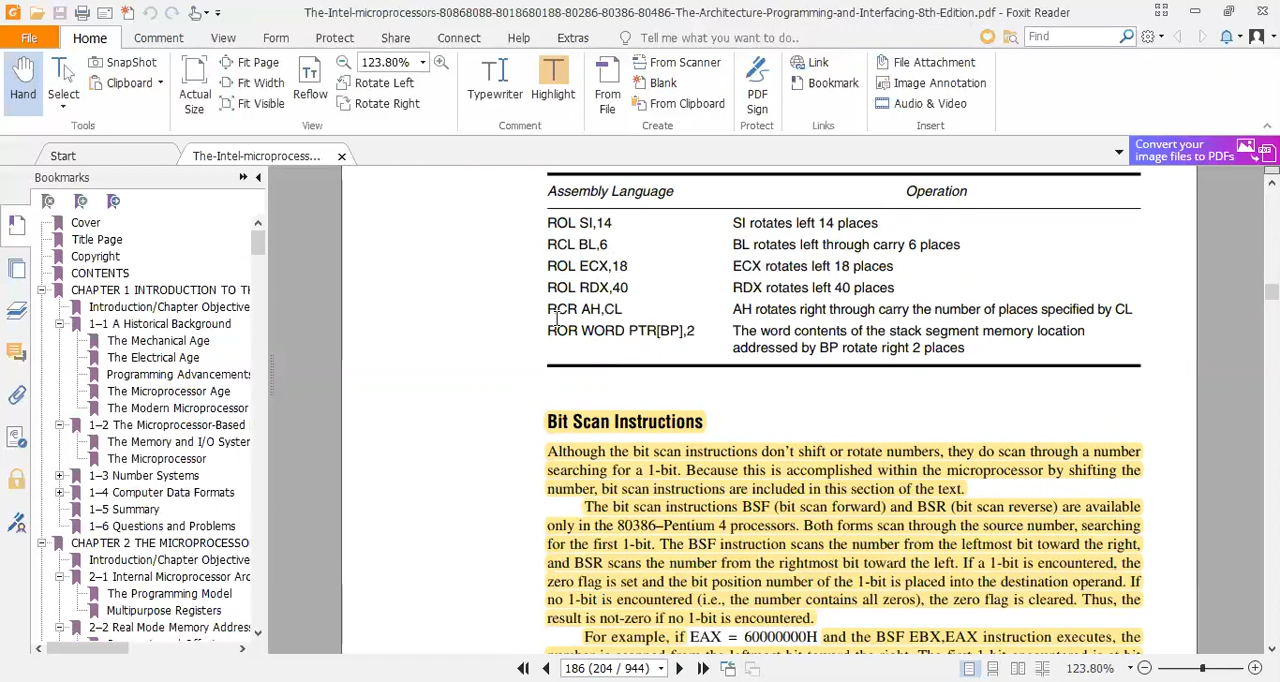 The-Intel-microprocessors-80868088-8018680188-80286-80386-80486-The-Architecture-Programming-and-Interfacing-8th-Edition.pdf - Foxit Reader
File Home Comment View Form Protect Share Connect Help Extras Tell me what you want to do.. Find
Hand
Select
SnapShot
Clipboard
Tools
Actual Size
Fit Page
Fit Width
Fit Visible
Reflow
123.80%
Rotate Left
Rotate Right
View
Typewriter
Highlight
Comment
From File
From Scanner
Blank
From Clipboard
Create
PDF Sign
Protect
Link
Bookmark
Links
File Attachment
Image Annotation
Audio & Video
Insert
Start
The-Intel-microprocess...
Convert your
image files to PDFs
Bookmarks
Cover
Title Page
Copyright
CONTENTS
CHAPTER 1 INTRODUCTION TO TH
Introduction/Chapter Objective
1–1 A Historical Background
The Mechanical Age
The Electrical Age
Programming Advancements
The Microprocessor Age
The Modern Microprocessor
1–2 The Microprocessor-Based
The Memory and I/O System
The Microprocessor
1–3 Number Systems
1–4 Computer Data Formats
1–5 Summary
1–6 Questions and Problems
CHAPTER 2 THE MICROPROCESSO
Introduction/Chapter Objective
2–1 Internal Microprocessor Arc
The Programming Model
Multipurpose Registers
2–2 Real Mode Memory Address
Assembly Language Operation
ROL SI,14 SI rotates left 14 places
RCL BL,6 BL rotates left through carry 6 places
ROL ECX,18 ECX rotates left 18 places
ROL RDX,40 RDX rotates left 40 places
RCR AH,CL AH rotates right through carry the number of places specified by CL
ROR WORD PTR[BP],2 The word contents of the stack segment memory location
addressed by BP rotate right 2 places
Bit Scan Instructions
Although the bit scan instructions don't shift or rotate numbers, they do scan through a number
searching for a 1-bit. Because this is accomplished within the microprocessor by shifting the
number, bit scan instructions are included in this section of the text.
The bit scan instructions BSF (bit scan forward) and BSR (bit scan reverse) are available
only in the 80386–Pentium 4 processors. Both forms scan through the source number, searching
for the first 1-bit. The BSF instruction scans the number from the leftmost bit toward the right,
and BSR scans the number from the rightmost bit toward the left. If a 1-bit is encountered, the
zero flag is set and the bit position number of the 1-bit is placed into the destination operand. If
no 1-bit is encountered (i.e., the number contains all zeros), the zero flag is cleared. Thus, the
result is not-zero if no 1-bit is encountered.
For example, if EAX = 60000000H and the BSF EBX,EAX instruction executes, the
186 (204 / 944)
123.80%